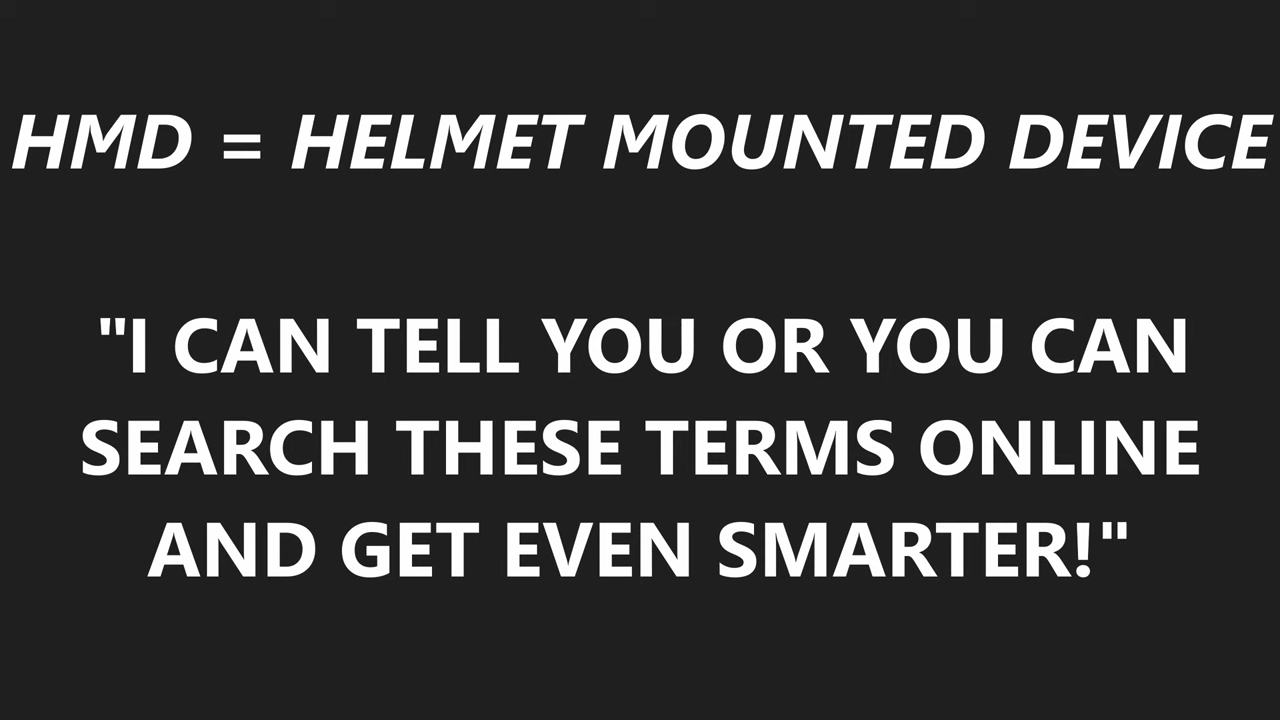 HMD = HELMET MOUNTED DEVICE
"I CAN TELL YOU OR YOU CAN
SEARCH THESE TERMS ONLINE
AND GET EVEN SMARTER!"